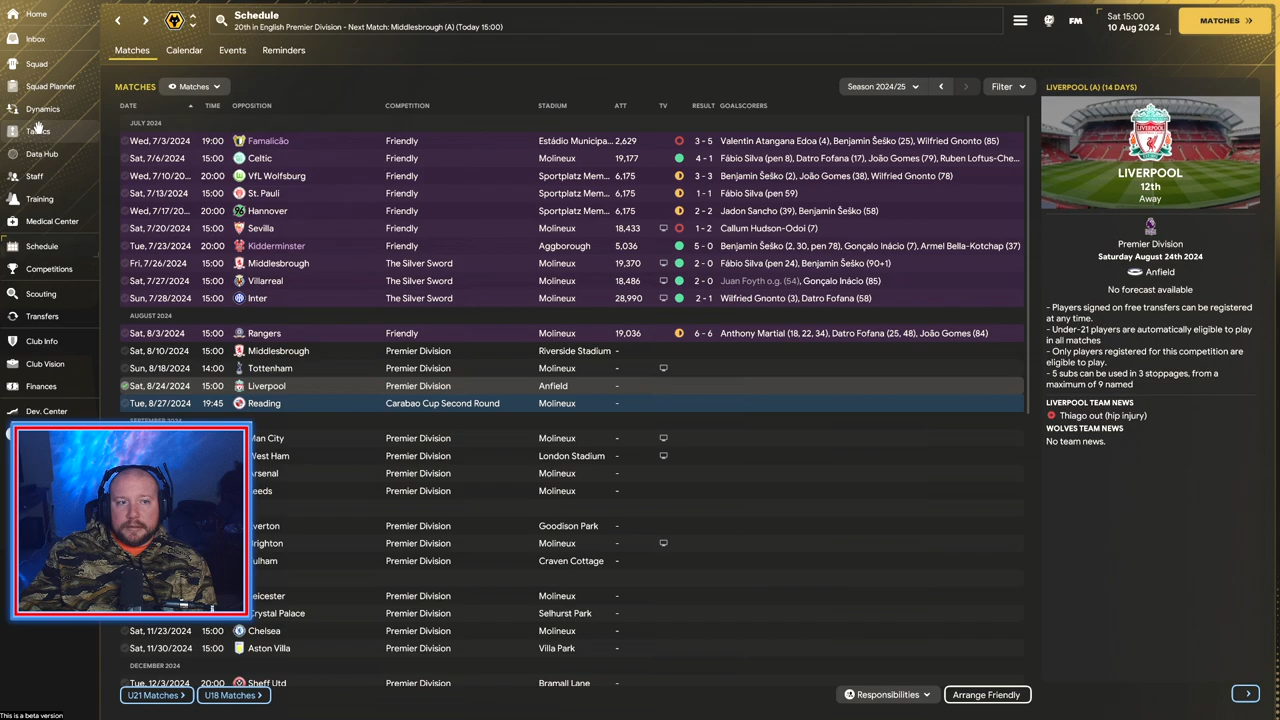 Home
Inbox
Squad
Squad Planner
Dynamics
Tactics
Data Hub
Staff
Training
Medical Center
Schedule
Competitions
Scouting
Transfers
Club Info
Club Vision
Finances
Dev. Center
Schedule
20th in English Premier Division - Next Match: Middlesbrough (A) (Today 15:00)
FM
Sat 15:00
10 Aug 2024
MATCHES
Matches Calendar Events Reminders
MATCHES Matches Season 2024/25 Filter
DATE TIME OPPOSITION COMPETITION STADIUM ATT TV RESULT GOALSCORERS
JULY 2024
Wed, 7/3/2024 19:00 Famalicão Friendly Estádio Municipa... 2,629 3 - 5 Valentin Atangana Edoa (4), Benjamin Šeško (25), Wilfried Gnonto (85)
Sat, 7/6/2024 15:00 Celtic Friendly Molineux 19,177 4 - 1 Fábio Silva (pen 8), Datro Fofana (17), João Gomes (79), Ruben Loftus-Che...
Wed, 7/10... 20:00 VfL Wolfsburg Friendly Sportplatz Mem... 6,175 3 - 3 Benjamin Šeško (2), João Gomes (38), Wilfried Gnonto (78)
Sat, 7/13/2024 15:00 St. Pauli Friendly Sportplatz Mem... 6,175 1 - 1 Fábio Silva (pen 59)
Wed, 7/17/20... 20:00 Hannover Friendly Sportplatz Mem... 6,175 2 - 2 Jadon Sancho (39), Benjamin Šeško (58)
Sat, 7/20/2024 15:00 Sevilla Friendly Molineux 18,433 1 - 2 Callum Hudson-Odoi (7)
Tue, 7/23/2024 20:00 Kidderminster Friendly Aggborough 5,036 5 - 0 Benjamin Šeško (2, 30, pen 78), Gonçalo Inácio (7), Armel Bella-Kotchap (37)
Fri, 7/26/2024 15:00 Middlesbrough The Silver Sword Molineux 19,370 2 - 0 Fábio Silva (pen 24), Benjamin Šeško (90+1)
Sat, 7/27/2024 15:00 Villarreal The Silver Sword Molineux 18,486 2 - 0 Juan Foyth o.g. (54), Gonçalo Inácio (85)
Sun, 7/28/2024 15:00 Inter The Silver Sword Molineux 28,990 2 - 1 Wilfried Gnonto (3), Datro Fofana (58)
AUGUST 2024
Sat, 8/3/2024 15:00 Rangers Friendly Molineux 19,036 6 - 6 Anthony Martial (18, 22, 34), Datro Fofana (25, 48), João Gomes (84)
Sat, 8/10/2024 15:00 Middlesbrough Premier Division Riverside Stadium -
Sun, 8/18/2024 14:00 Tottenham Premier Division Molineux -
Sat, 8/24/2024 15:00 Liverpool Premier Division Anfield -
Tue, 8/27/2024 19:45 Reading Carabao Cup Second Round Molineux -
Man City Premier Division Molineux -
West Ham Premier Division London Stadium -
Arsenal Premier Division Molineux -
eeds Premier Division Molineux -
verton Premier Division Goodison Park -
righton Premier Division Molineux -
ulham Premier Division Craven Cottage -
eicester Premier Division Molineux -
Crystal Palace Premier Division Selhurst Park -
Sat, 11/23/2024 15:00 Chelsea Premier Division Molineux -
Sat, 11/30/2024 15:00 Aston Villa Premier Division Villa Park -
DECEMBER 2024
Tue, 12/3/2024 20:00 Sheff Utd Premier Division Bramall Lane -
U21 Matches U18 Matches Responsibilities Arrange Friendly
LIVERPOOL (A) (14 DAYS)
LIVERPOOL
12th
Away
Premier Division
Saturday August 24th 2024
Anfield
No forecast available
- Players signed on free transfers can be registered
at any time.
- Under-21 players are automatically eligible to play
in all matches
- Only players registered for this competition are
eligible to play.
- 5 subs can be used in 3 stoppages, from a
maximum of 9 named
LIVERPOOL TEAM NEWS
Thiago out (hip injury)
WOLVES TEAM NEWS
No team news.
This is a beta version